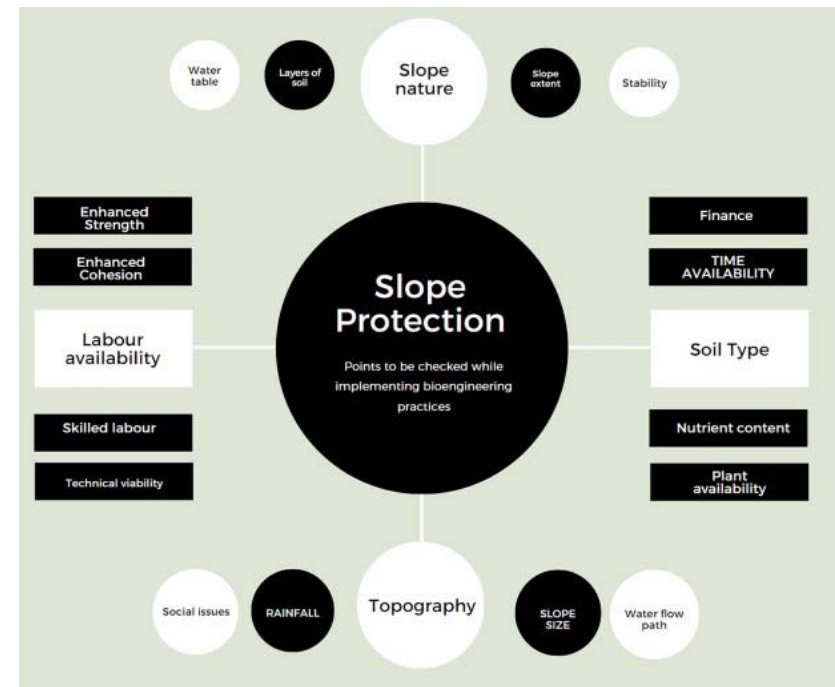 Water
table
Layers of
soil
Slope
nature
Slope
extent
Stability
Enhanced
Strength
Enhanced
Cohesion
Labour
availability
Skilled labour
Technical viability
Slope
Protection
Points to be checked while
implementing bioengineering
practices
Finance
TIME
AVAILABILITY
Soil Type
Nutrient content
Plant
availability
Social issues
RAINFALL
Topography
SLOPE
SIZE
Water flow
path